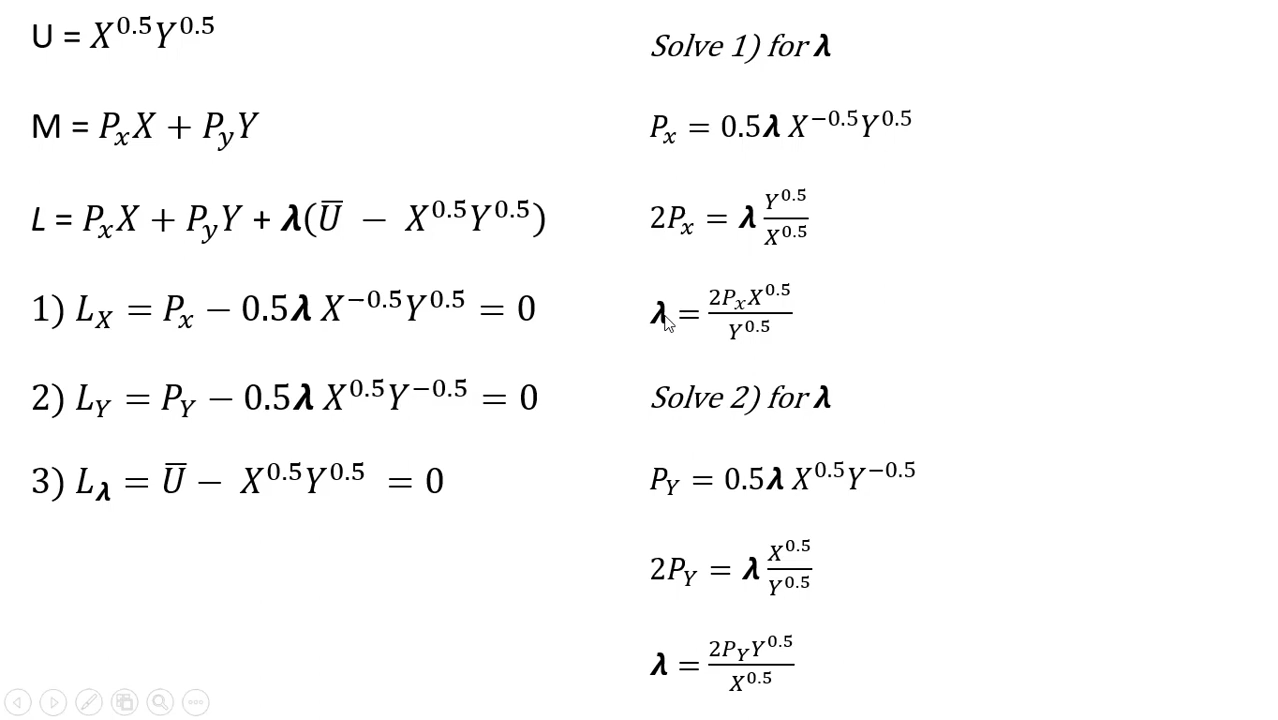 U = X^0.5 Y^0.5
M = P_x X + P_y Y
L = P_x X + P_y Y + λ(U̅ − X^0.5 Y^0.5)
1) L_X = P_x − 0.5λ X^−0.5 Y^0.5 = 0
2) L_Y = P_Y − 0.5λ X^0.5 Y^−0.5 = 0
3) L_λ = U̅ − X^0.5 Y^0.5 = 0
Solve 1) for λ
P_x = 0.5λ X^−0.5 Y^0.5
2P_x = λ Y^0.5 / X^0.5
λ = 2P_x X^0.5 / Y^0.5
Solve 2) for λ
P_Y = 0.5λ X^0.5 Y^−0.5
2P_Y = λ X^0.5 / Y^0.5
λ = 2P_Y Y^0.5 / X^0.5